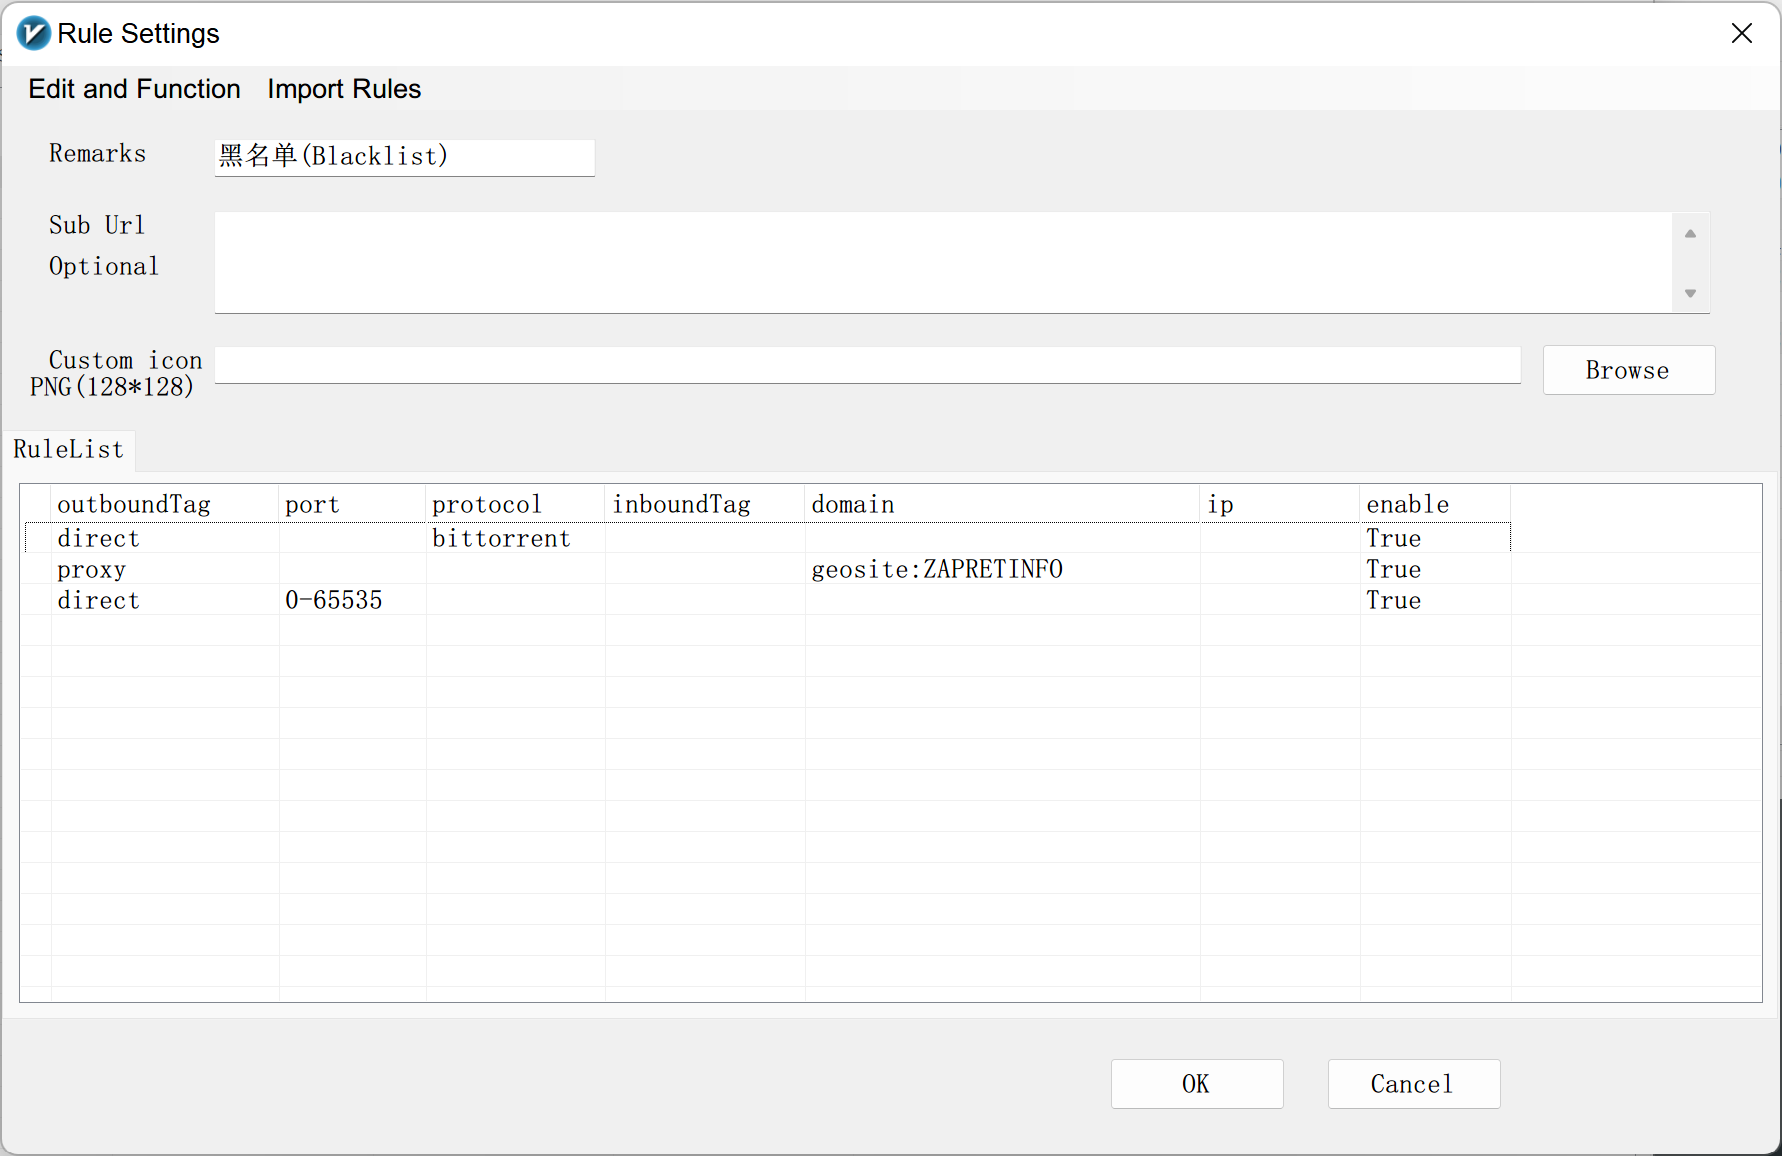 Rule Settings
Edit and Function Import Rules
Remarks 黑名单(Blacklist)
Sub Url
Optional
Custom icon
PNG(128*128)
Browse
RuleList
outboundTag port protocol inboundTag domain ip enable
direct bittorrent True
proxy geosite:ZAPRETINFO True
direct 0-65535 True
OK Cancel